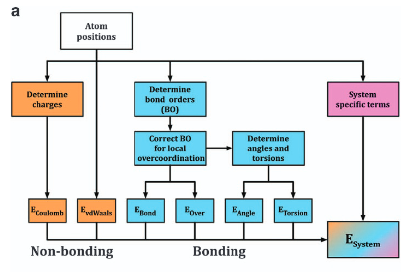 a
Atom
positions
Determine
charges
Determine
bond orders
(BO)
System
specific terms
Correct BO
for local
overcoordination
Determine
angles and
torsions
ECoulomb
EvdWaals
EBond
EOver
EAngle
ETorsion
ESystem
Non-bonding
Bonding